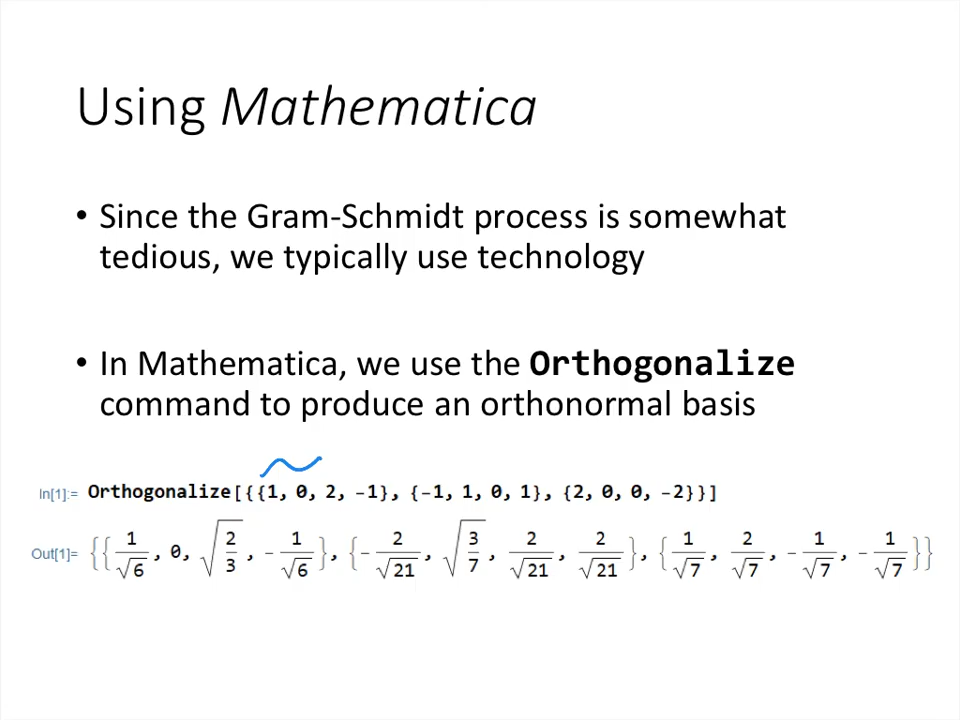 Using Mathematica
• Since the Gram-Schmidt process is somewhat
tedious, we typically use technology
• In Mathematica, we use the Orthogonalize
command to produce an orthonormal basis
In[1]:= Orthogonalize[{{1, 0, 2, -1}, {-1, 1, 0, 1}, {2, 0, 0, -2}}]
Out[1]= {{1/√6, 0, √(2/3), -1/√6}, {-2/√21, √(3/7), 2/√21, 2/√21}, {1/√7, 2/√7, -1/√7, -1/√7}}